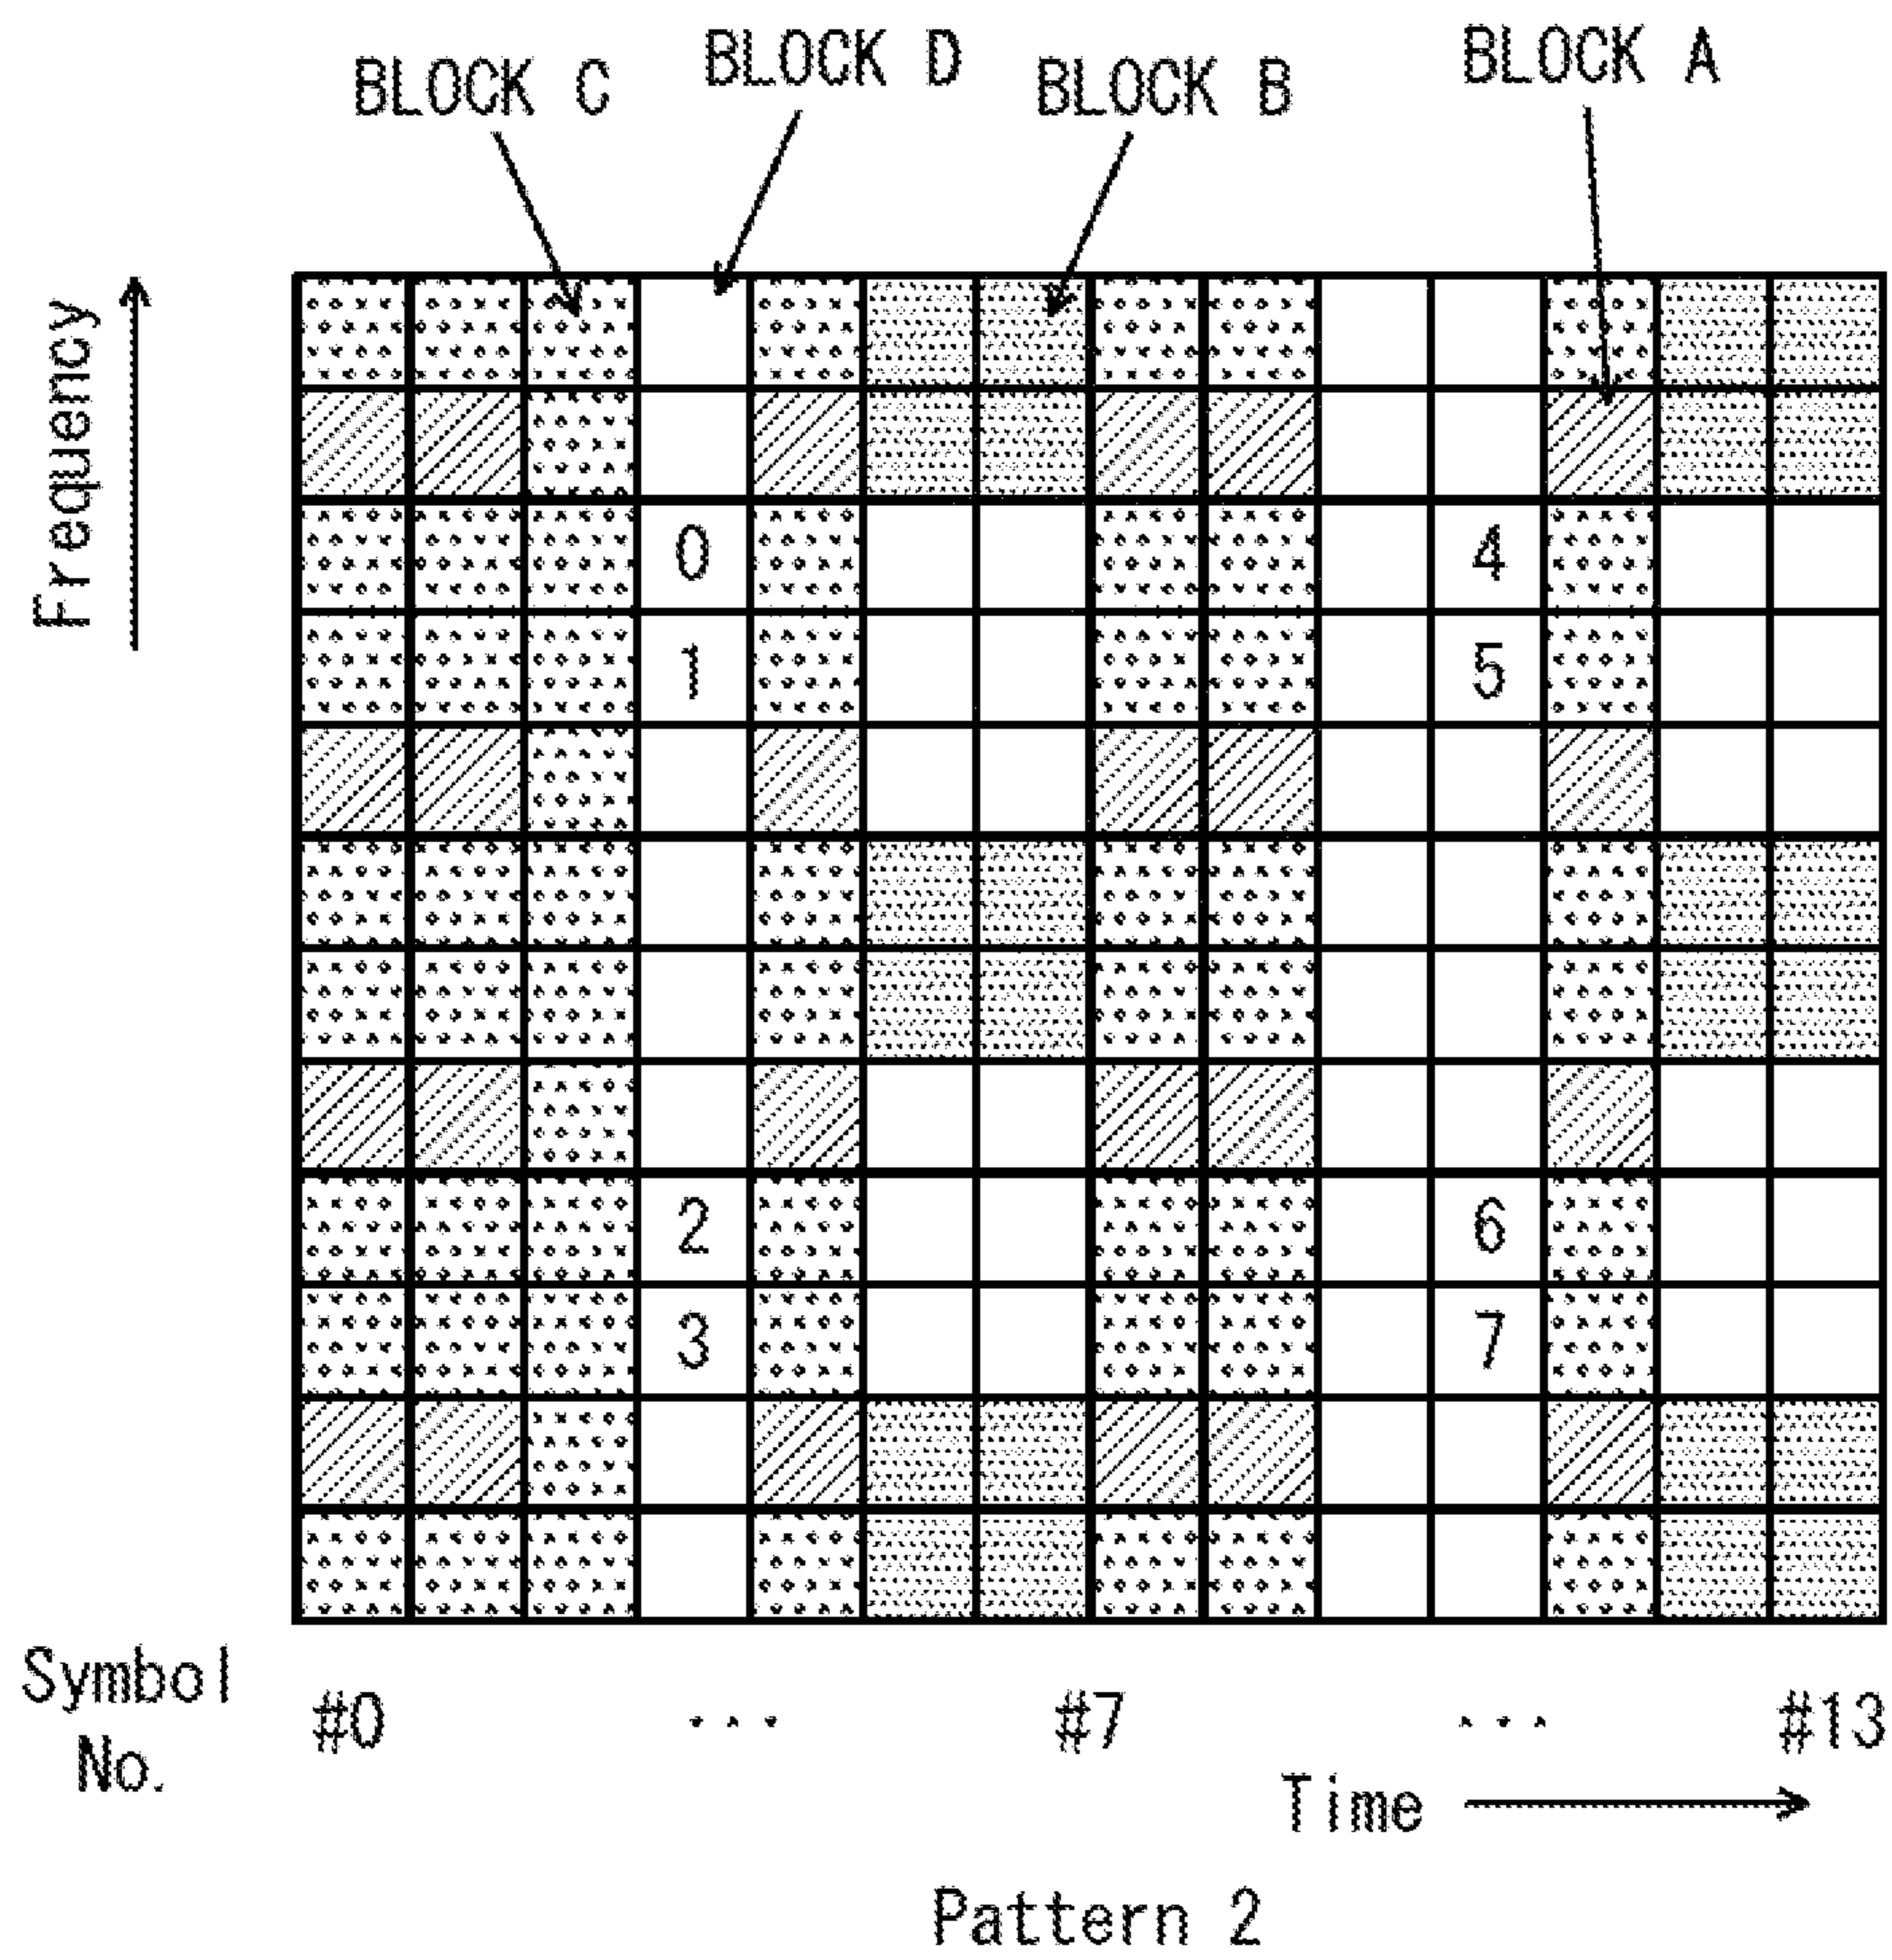 BLOCK C
BLOCK D
BLOCK B
BLOCK A
Frequency
0 4
1 5
2 6
3 7
Symbol No.
#0 ... #7 ... #13
Time
Pattern 2